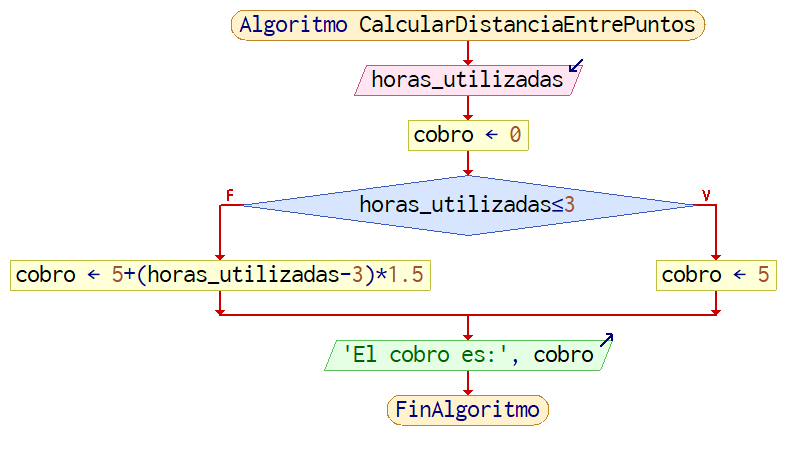 Algoritmo CalcularDistanciaEntrePuntos
horas_utilizadas
cobro ← 0
horas_utilizadas≤3
F
V
cobro ← 5+(horas_utilizadas-3)*1.5
cobro ← 5
'El cobro es:', cobro
FinAlgoritmo